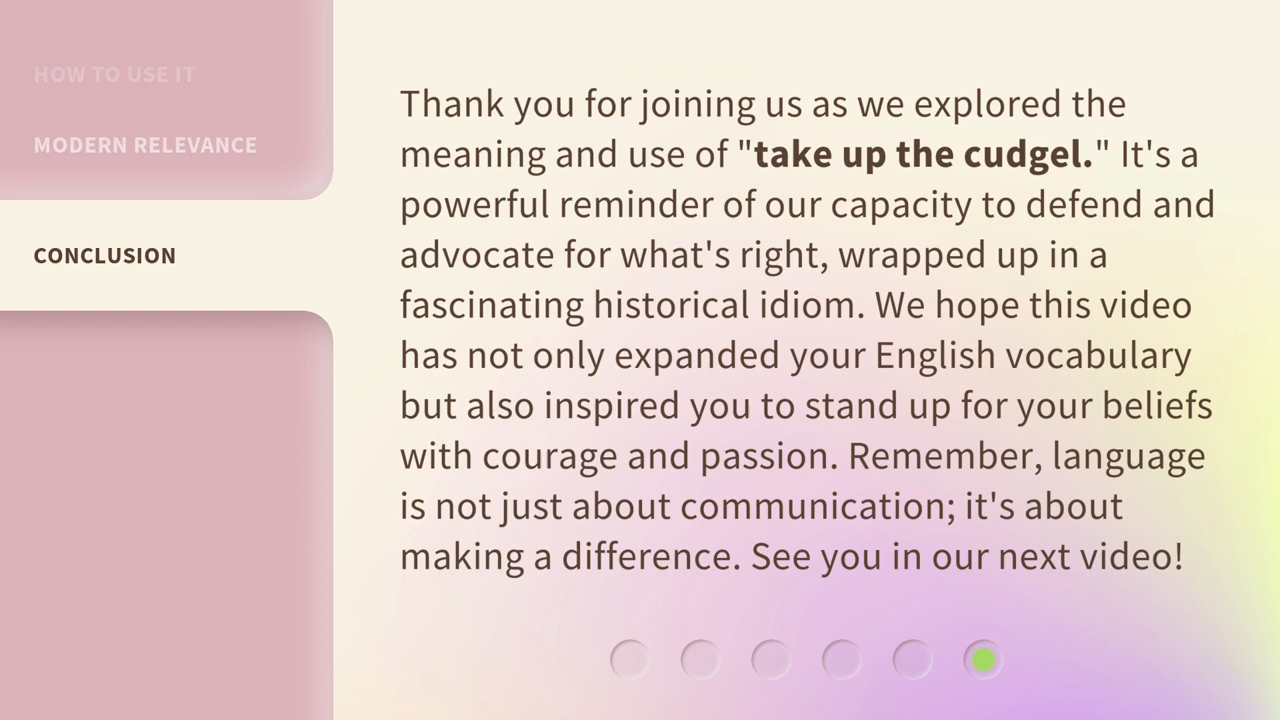 HOW TO USE IT
MODERN RELEVANCE
CONCLUSION
Thank you for joining us as we explored the
meaning and use of "take up the cudgel." It's a
powerful reminder of our capacity to defend and
advocate for what's right, wrapped up in a
fascinating historical idiom. We hope this video
has not only expanded your English vocabulary
but also inspired you to stand up for your beliefs
with courage and passion. Remember, language
is not just about communication; it's about
making a difference. See you in our next video!